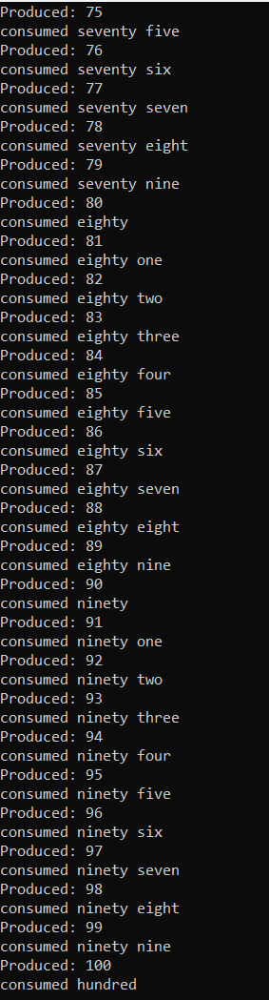 Produced: 75
consumed seventy five
Produced: 76
consumed seventy six
Produced: 77
consumed seventy seven
Produced: 78
consumed seventy eight
Produced: 79
consumed seventy nine
Produced: 80
consumed eighty
Produced: 81
consumed eighty one
Produced: 82
consumed eighty two
Produced: 83
consumed eighty three
Produced: 84
consumed eighty four
Produced: 85
consumed eighty five
Produced: 86
consumed eighty six
Produced: 87
consumed eighty seven
Produced: 88
consumed eighty eight
Produced: 89
consumed eighty nine
Produced: 90
consumed ninety
Produced: 91
consumed ninety one
Produced: 92
consumed ninety two
Produced: 93
consumed ninety three
Produced: 94
consumed ninety four
Produced: 95
consumed ninety five
Produced: 96
consumed ninety six
Produced: 97
consumed ninety seven
Produced: 98
consumed ninety eight
Produced: 99
consumed ninety nine
Produced: 100
consumed hundred